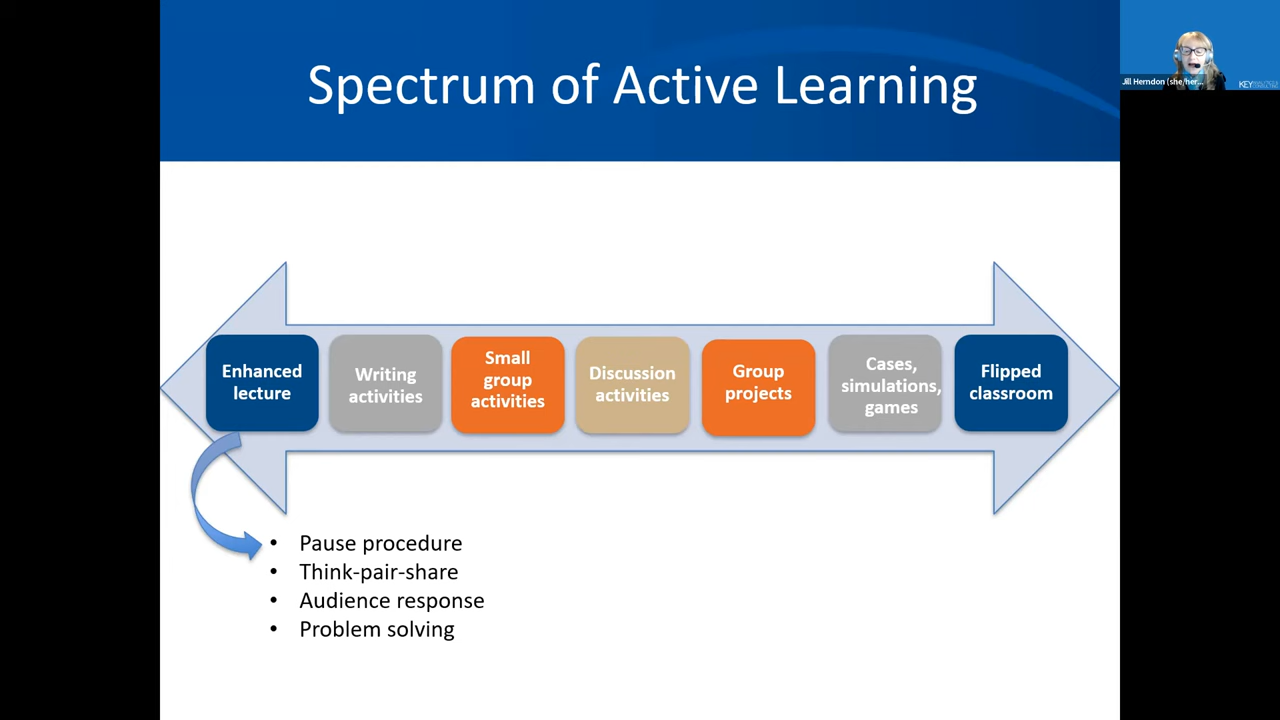 Spectrum of Active Learning
Jill Herndon (she/her...
KEY
Enhanced
lecture
Writing
activities
Small
group
activities
Discussion
activities
Group
projects
Cases,
simulations,
games
Flipped
classroom
• Pause procedure
• Think-pair-share
• Audience response
• Problem solving